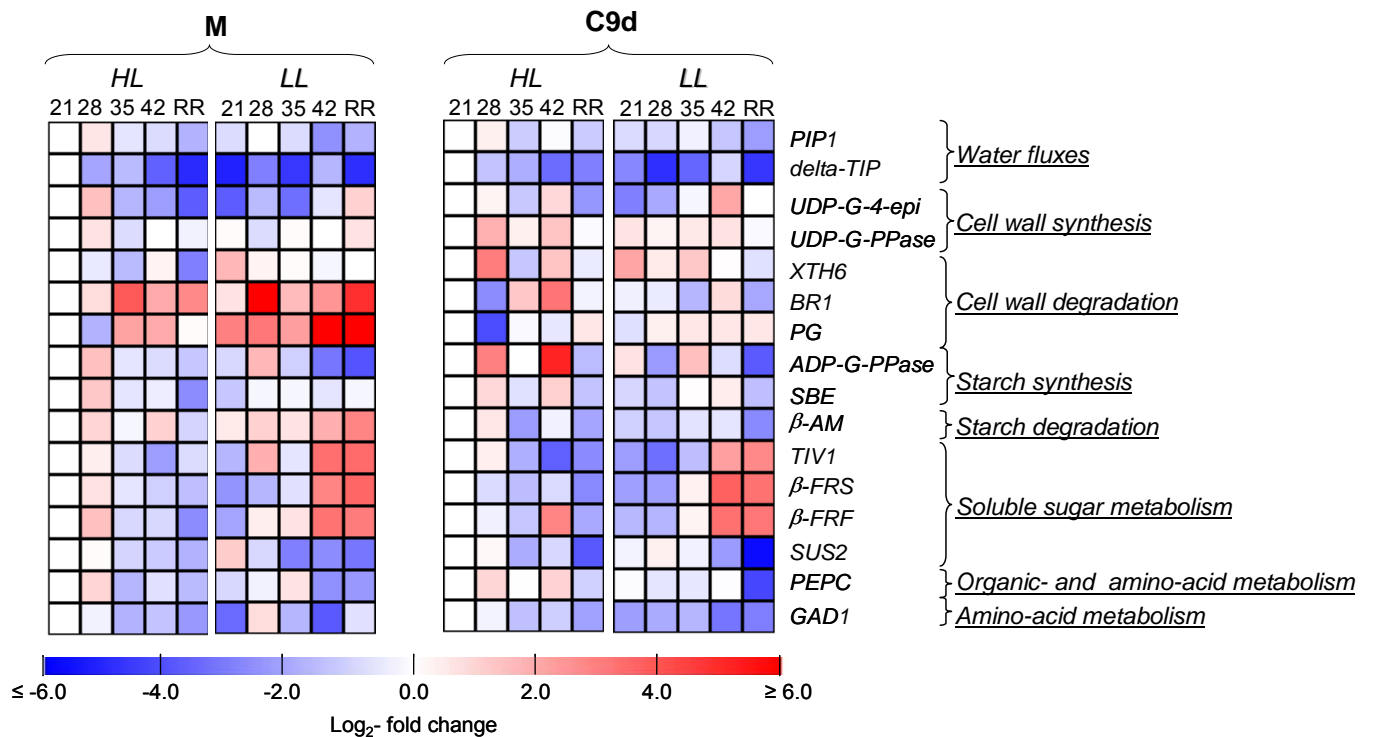 M C9d
HL LL HL LL
21 28 35 42 RR 21 28 35 42 RR 21 28 35 42 RR 21 28 35 42 RR
PIP1
delta-TIP
Water fluxes
UDP-G-4-epi
UDP-G-PPase
Cell wall synthesis
XTH6
BR1
PG
Cell wall degradation
ADP-G-PPase
SBE
Starch synthesis
β-AM
Starch degradation
TIV1
β-FRS
β-FRF
SUS2
Soluble sugar metabolism
PEPC
Organic- and amino-acid metabolism
GAD1
Amino-acid metabolism
≤ -6.0 -4.0 -2.0 0.0 2.0 4.0 ≥ 6.0
Log₂- fold change